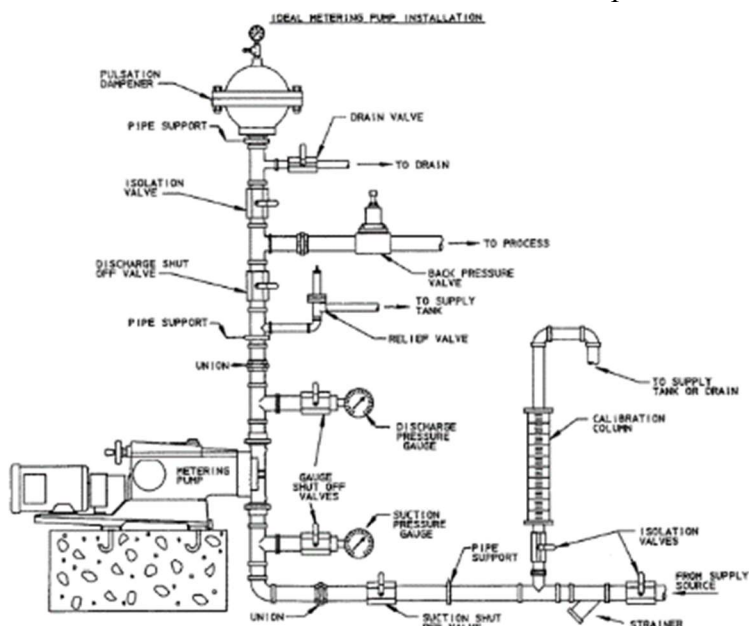 IDEAL METERING PUMP INSTALLATION
PULSATION
DAMPENER
PIPE SUPPORT
DRAIN VALVE
TO DRAIN
ISOLATION
VALVE
TO PROCESS
BACK PRESSURE
VALVE
DISCHARGE SHUT
OFF VALVE
TO SUPPLY
TANK
RELIEF VALVE
PIPE SUPPORT
UNION
TO SUPPLY
TANK OR DRAIN
CALIBRATION
COLUMN
DISCHARGE
PRESSURE
GAUGE
METERING
PUMP
GAUGE
SHUT OFF
VALVES
SUCTION
PRESSURE
GAUGE
PIPE
SUPPORT
ISOLATION
VALVES
FROM SUPPLY
SOURCE
UNION
SUCTION SHUT
STRAINER